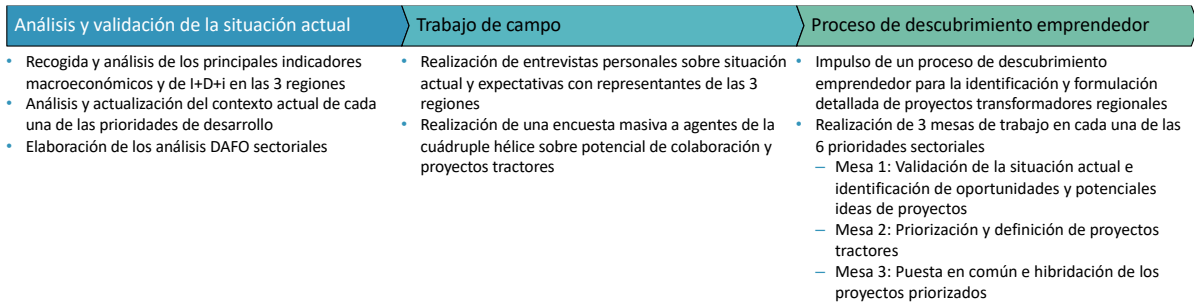 Análisis y validación de la situación actual
• Recogida y análisis de los principales indicadores
macroeconómicos y de I+D+i en las 3 regiones
• Análisis y actualización del contexto actual de cada
una de las prioridades de desarrollo
• Elaboración de los análisis DAFO sectoriales
Trabajo de campo
• Realización de entrevistas personales sobre situación
actual y expectativas con representantes de las 3
regiones
• Realización de una encuesta masiva a agentes de la
cuádruple hélice sobre potencial de colaboración y
proyectos tractores
Proceso de descubrimiento emprendedor
• Impulso de un proceso de descubrimiento
emprendedor para la identificación y formulación
detallada de proyectos transformadores regionales
• Realización de 3 mesas de trabajo en cada una de las
6 prioridades sectoriales
– Mesa 1: Validación de la situación actual e
identificación de oportunidades y potenciales
ideas de proyectos
– Mesa 2: Priorización y definición de proyectos
tractores
– Mesa 3: Puesta en común e hibridación de los
proyectos priorizados